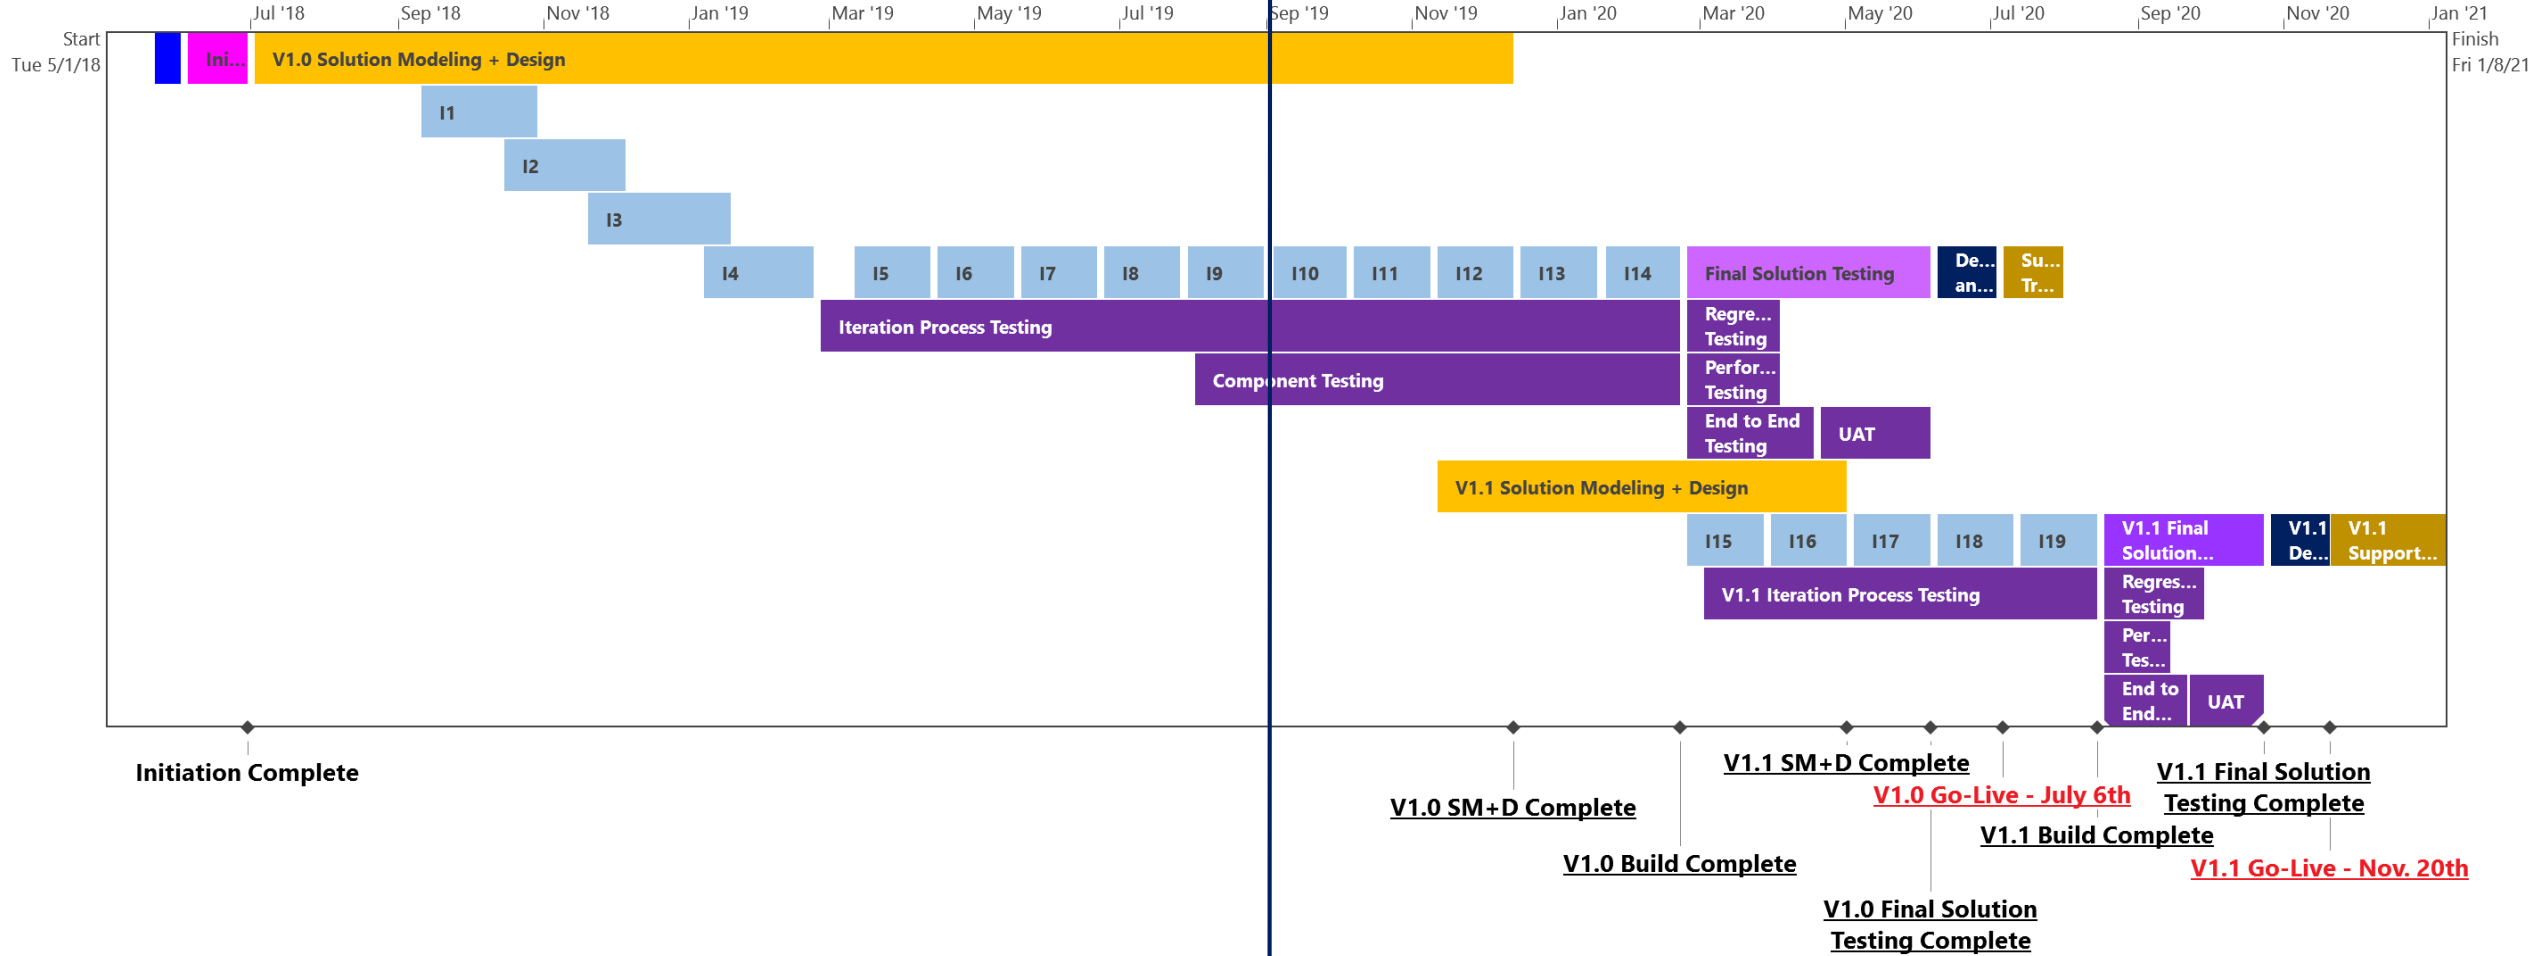 Jul '18 Sep '18 Nov '18 Jan '19 Mar '19 May '19 Jul '19 Sep '19 Nov '19 Jan '20 Mar '20 May '20 Jul '20 Sep '20 Nov '20 Jan '21
Start
Tue 5/1/18
Finish
Fri 1/8/21
Ini...
V1.0 Solution Modeling + Design
I1
I2
I3
I4
I5
I6
I7
I8
I9
I10
I11
I12
I13
I14
Final Solution Testing
De...
an...
Su...
Tr...
Iteration Process Testing
Regre...
Testing
Component Testing
Perfor...
Testing
End to End
Testing
UAT
V1.1 Solution Modeling + Design
I15
I16
I17
I18
I19
V1.1 Final
Solution...
V1.1
De...
V1.1
Support...
V1.1 Iteration Process Testing
Regres...
Testing
Per...
Tes...
End to
End...
UAT
Initiation Complete
V1.0 SM+D Complete
V1.0 Build Complete
V1.1 SM+D Complete
V1.0 Final Solution
Testing Complete
V1.0 Go-Live - July 6th
V1.1 Build Complete
V1.1 Final Solution
Testing Complete
V1.1 Go-Live - Nov. 20th